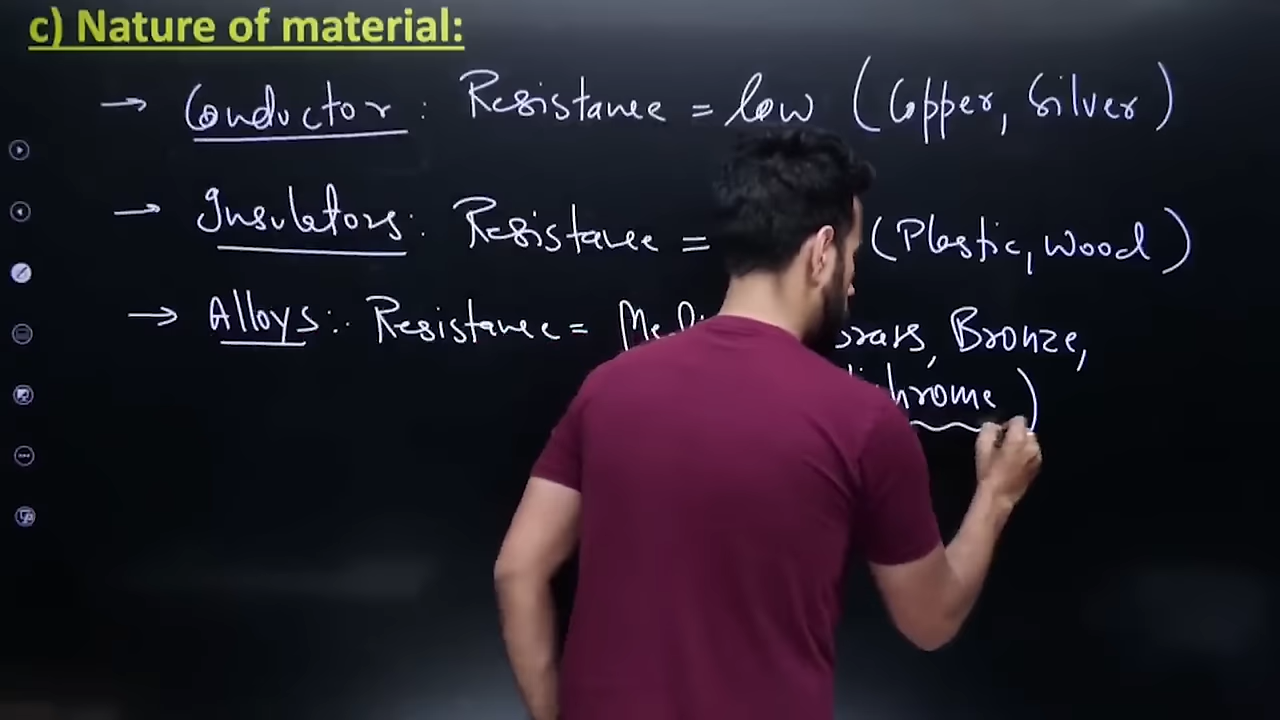 c) Nature of material:
→ Conductor : Resistance = low (Copper, Silver)
→ Insulators : Resistance = (Plastic, wood)
→ Alloys :. Resistance = Bronze,